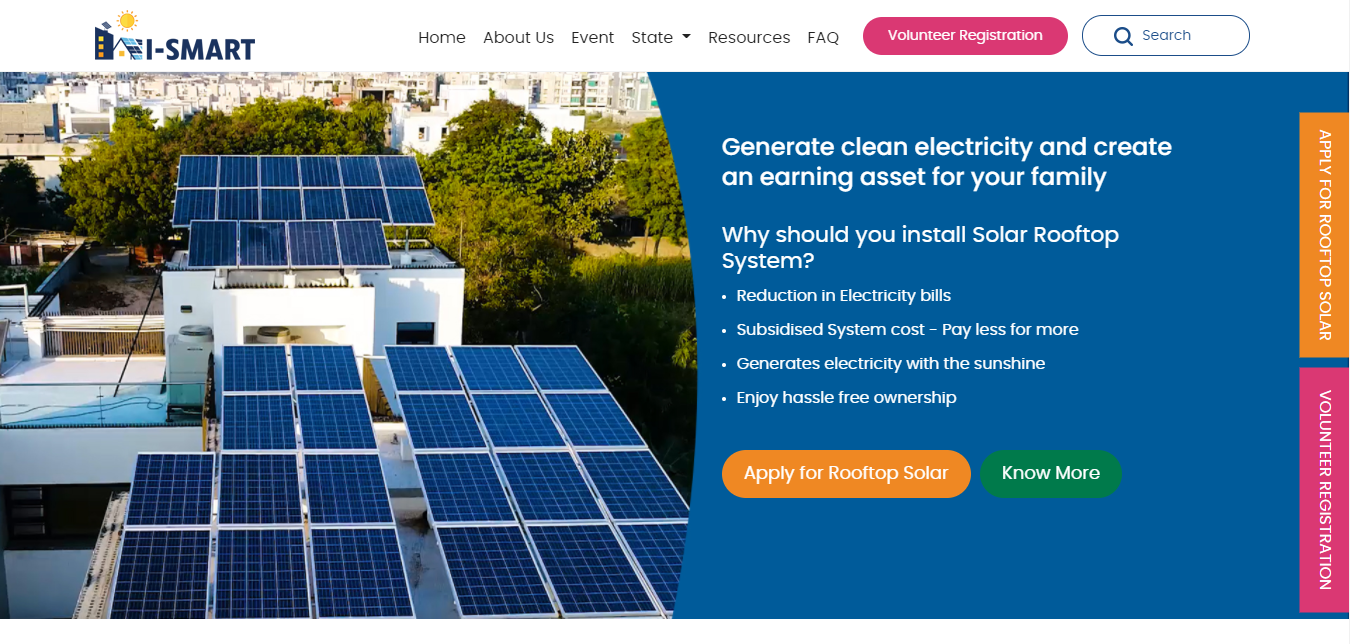 I-SMART
Home
About Us
Event
State
Resources
FAQ
Volunteer Registration
Search
Generate clean electricity and create
an earning asset for your family
Why should you install Solar Rooftop
System?
Reduction in Electricity bills
Subsidised System cost - Pay less for more
Generates electricity with the sunshine
Enjoy hassle free ownership
Apply for Rooftop Solar
Know More
APPLY FOR ROOFTOP SOLAR
VOLUNTEER REGISTRATION